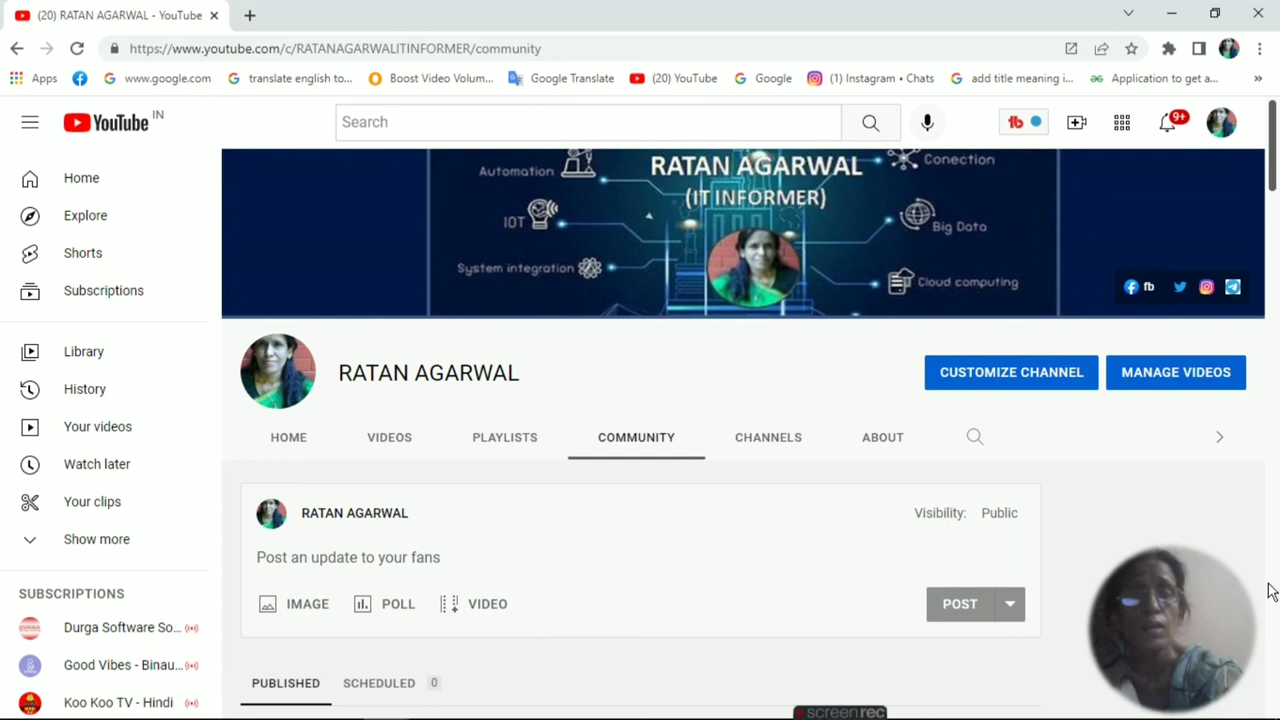 (20) RATAN AGARWAL - YouTube
https://www.youtube.com/c/RATANAGARWALITINFORMER/community
Apps www.google.com translate english to... Boost Video Volum... Google Translate (20) YouTube Google (1) Instagram • Chats add title meaning i... Application to get a... »
YouTube IN
Search
9+
Home
Explore
Shorts
Subscriptions
Library
History
Your videos
Watch later
Your clips
Show more
SUBSCRIPTIONS
Durga Software So...
Good Vibes - Binau...
Koo Koo TV - Hindi
RATAN AGARWAL
(IT INFORMER)
Automation
IOT
System integration
Conection
Big Data
Cloud computing
fb
RATAN AGARWAL
CUSTOMIZE CHANNEL
MANAGE VIDEOS
HOME VIDEOS PLAYLISTS COMMUNITY CHANNELS ABOUT
RATAN AGARWAL
Visibility: Public
Post an update to your fans
IMAGE POLL VIDEO
POST
PUBLISHED SCHEDULED 0
screenrec